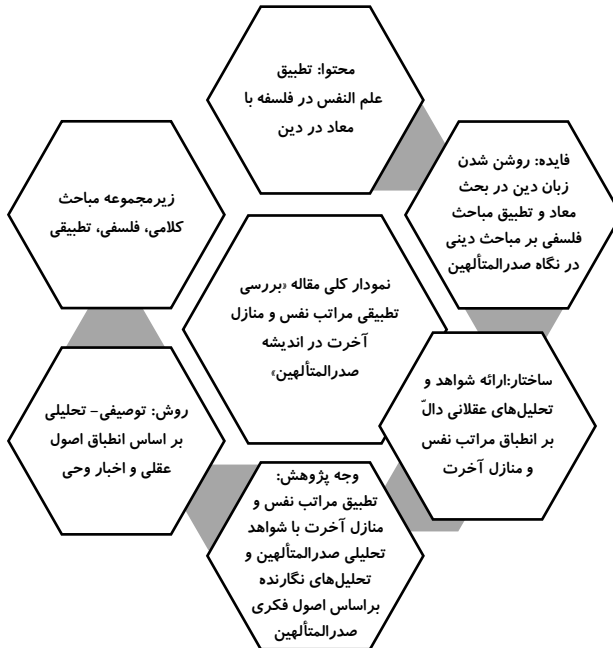 محتوا: تطبیق
علم النفس در فلسفه با
معاد در دین
فایده: روشن شدن
زبان دین در بحث
معاد و تطبیق مباحث
فلسفی بر مباحث دینی
در نگاه صدرالمتألهین
زیرمجموعه مباحث
کلامی، فلسفی، تطبیقی
نمودار کلی مقاله «بررسی
تطبیقی مراتب نفس و منازل
آخرت در اندیشه
صدرالمتألهین»
ساختار:ارائه شواهد و
تحلیل‌های عقلانی دالّ
بر انطباق مراتب نفس
و منازل آخرت
روش: توصیفی- تحلیلی
بر اساس انطباق اصول
عقلی و اخبار وحی
وجه پژوهش:
تطبیق مراتب نفس و
منازل آخرت با شواهد
تحلیلی صدرالمتألهین و
تحلیل‌های نگارنده
براساس اصول فکری
صدرالمتألهین